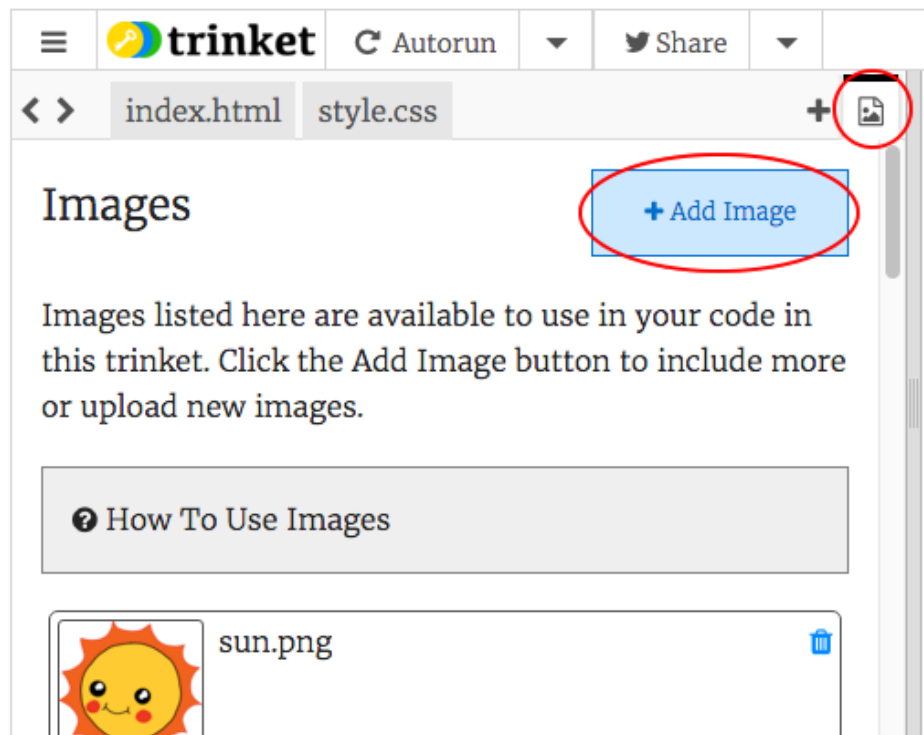 trinket Autorun Share
index.html style.css
Images
Add Image
Images listed here are available to use in your code in
this trinket. Click the Add Image button to include more
or upload new images.
How To Use Images
sun.png